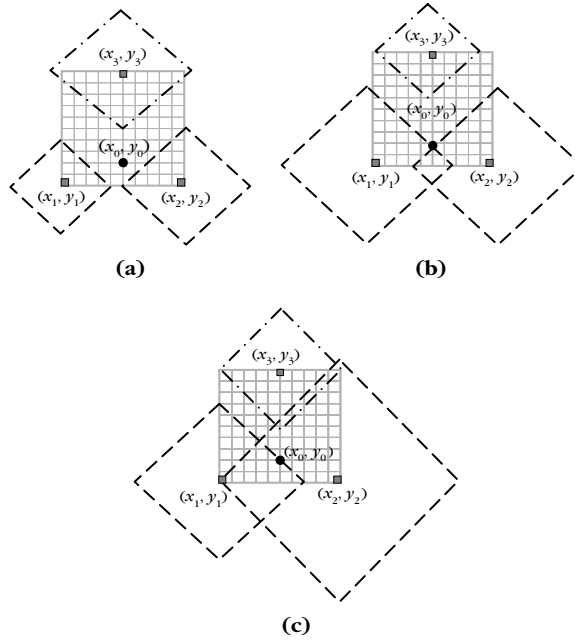 (x₃, y₃)
(x₀, y₀)
(x₁, y₁)
(x₂, y₂)
(a)
(x₃, y₃)
(x₀, y₀)
(x₁, y₁)
(x₂, y₂)
(b)
(x₃, y₃)
(x₀, y₀)
(x₁, y₁)
(x₂, y₂)
(c)